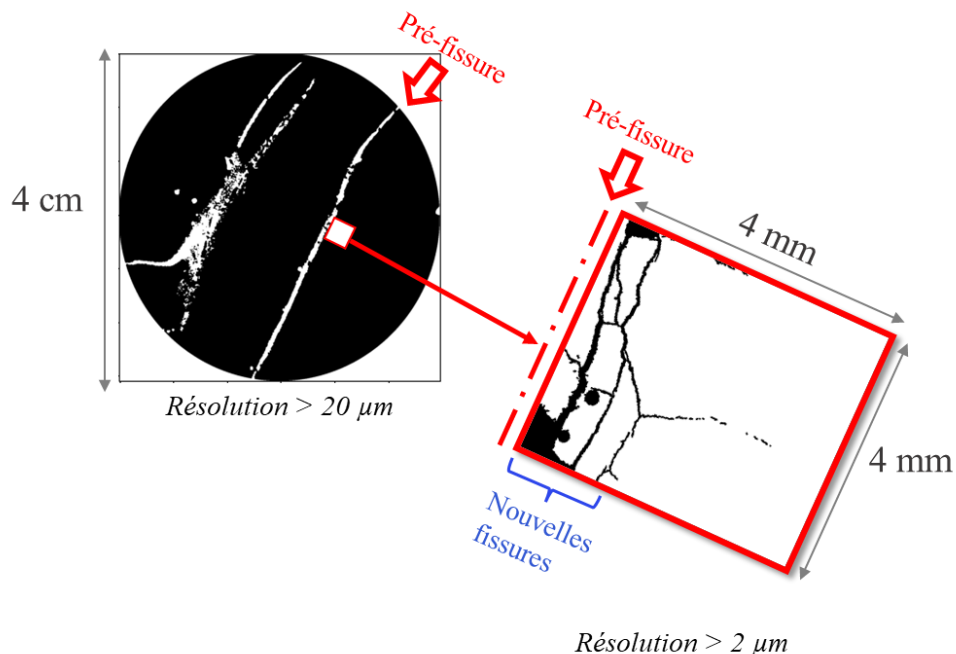 Pré-fissure
4 cm
Résolution > 20 µm
Pré-fissure
4 mm
4 mm
Nouvelles
fissures
Résolution > 2 µm